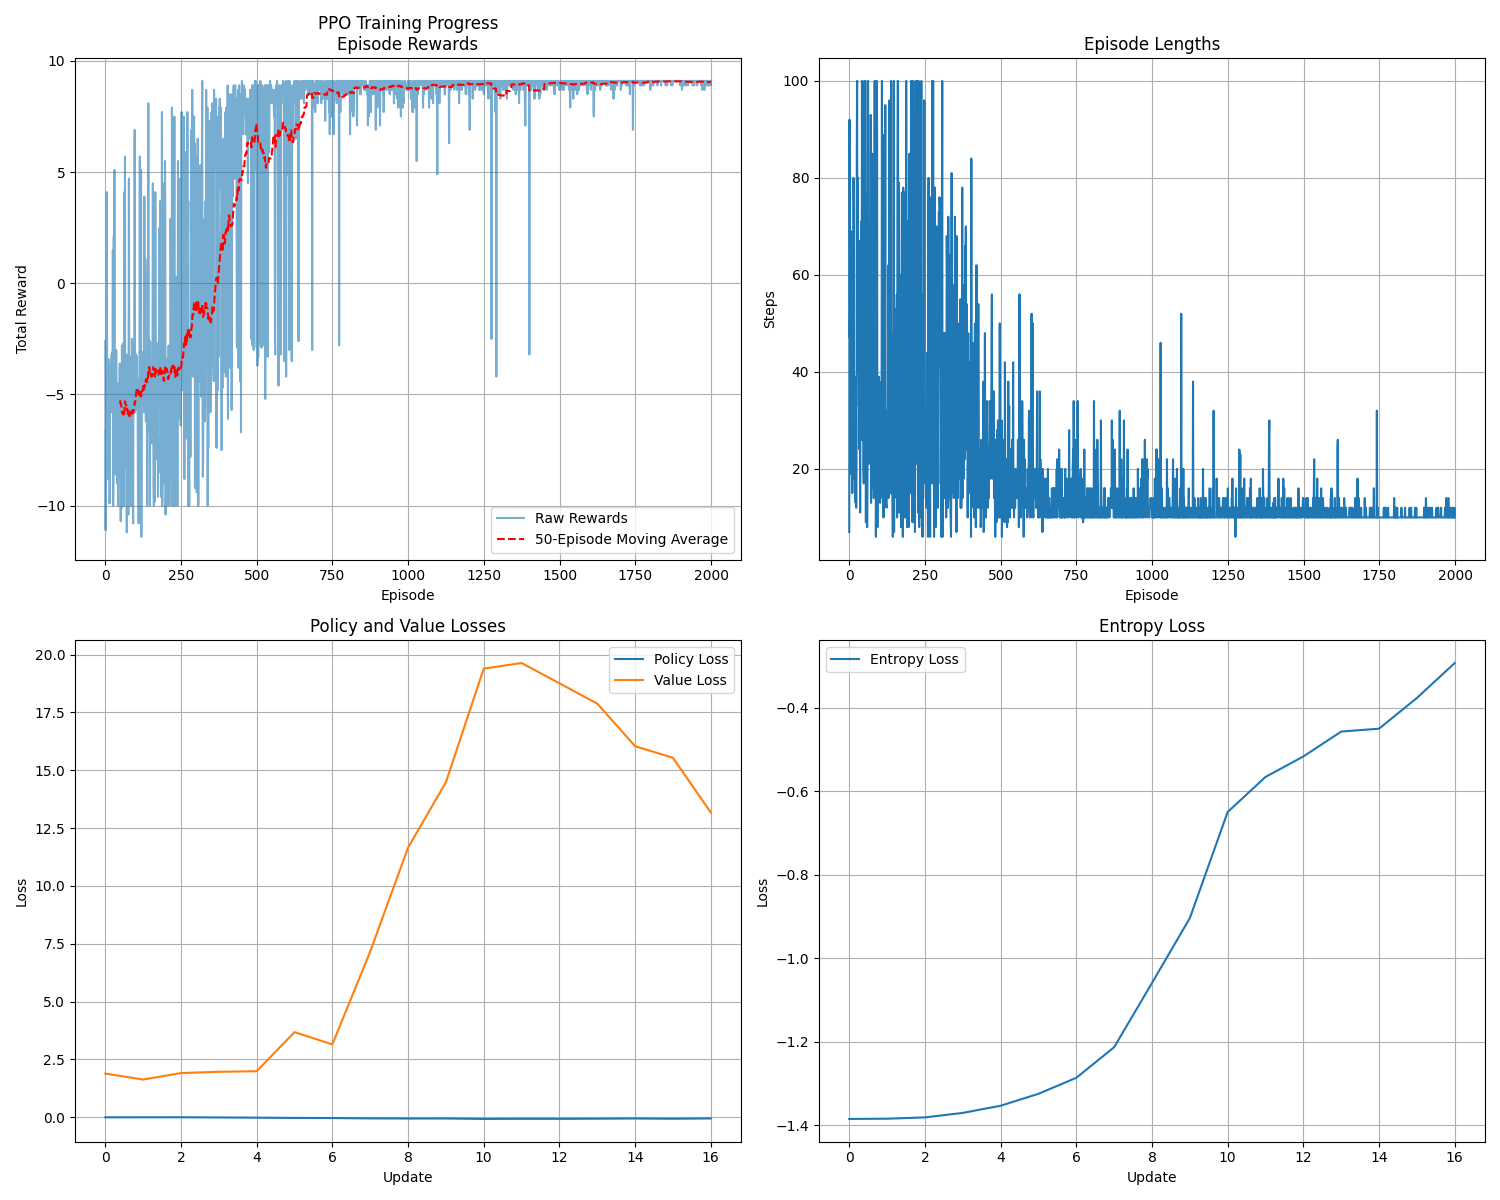 PPO Training Progress
Episode Rewards
10
5
0
−5
−10
Total Reward
Raw Rewards
50-Episode Moving Average
0 250 500 750 1000 1250 1500 1750 2000
Episode
Episode Lengths
100
80
60
40
20
Steps
0 250 500 750 1000 1250 1500 1750 2000
Episode
Policy and Value Losses
20.0
17.5
15.0
12.5
10.0
7.5
5.0
2.5
0.0
Loss
Policy Loss
Value Loss
0 2 4 6 8 10 12 14 16
Update
Entropy Loss
Entropy Loss
−0.4
−0.6
−0.8
−1.0
−1.2
−1.4
Loss
0 2 4 6 8 10 12 14 16
Update